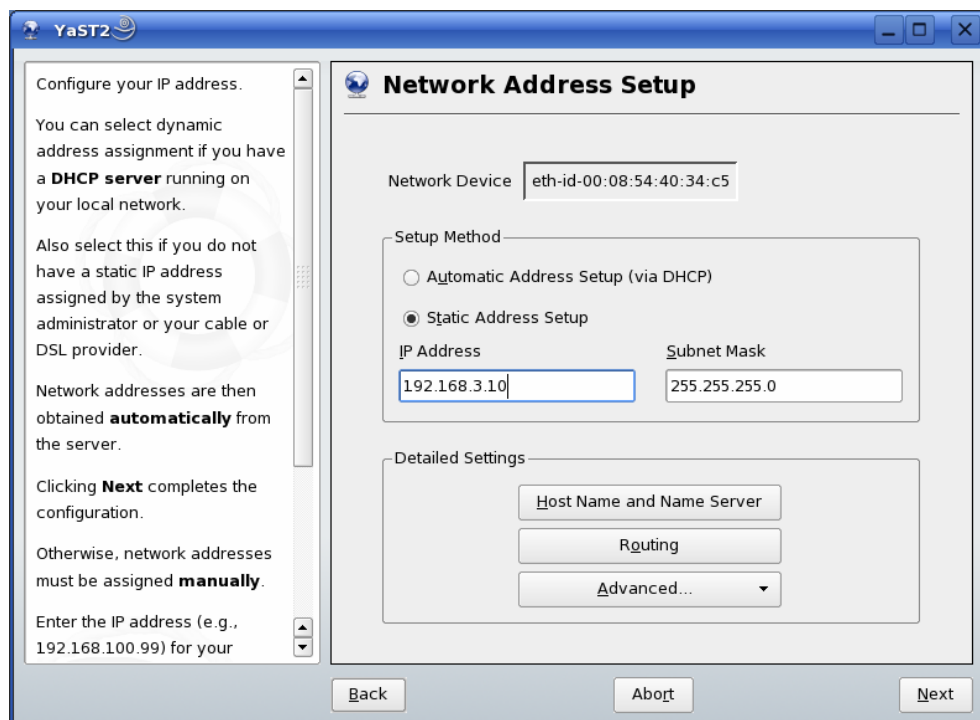 YaST2
Configure your IP address.
You can select dynamic
address assignment if you have
a DHCP server running on
your local network.
Also select this if you do not
have a static IP address
assigned by the system
administrator or your cable or
DSL provider.
Network addresses are then
obtained automatically from
the server.
Clicking Next completes the
configuration.
Otherwise, network addresses
must be assigned manually.
Enter the IP address (e.g.,
192.168.100.99) for your
Network Address Setup
Network Device eth-id-00:08:54:40:34:c5
Setup Method
Automatic Address Setup (via DHCP)
Static Address Setup
IP Address Subnet Mask
192.168.3.10 255.255.255.0
Detailed Settings
Host Name and Name Server
Routing
Advanced...
Back Abort Next